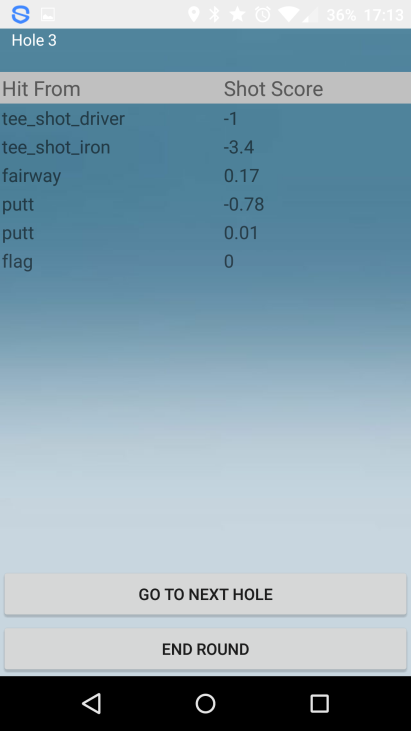 36% 17:13
Hole 3
Hit From Shot Score
tee_shot_driver -1
tee_shot_iron -3.4
fairway 0.17
putt -0.78
putt 0.01
flag 0
GO TO NEXT HOLE
END ROUND